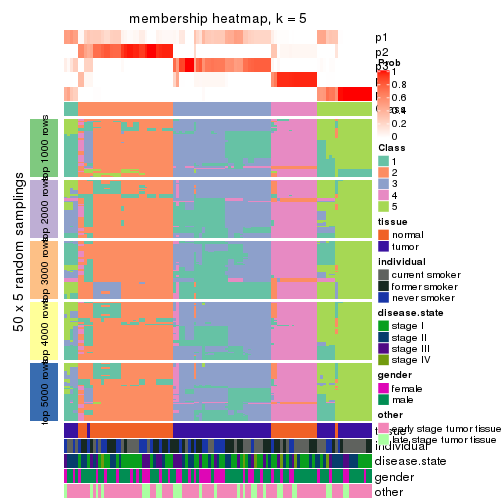 membership heatmap, k = 5
p1
p2
p3
Prob
1
0.8
0.6
0.4
0.2
0
Class
1
2
3
4
5
tissue
normal
tumor
individual
current smoker
former smoker
never smoker
disease.state
stage I
stage II
stage III
stage IV
gender
female
male
other
early stage tumor tissue
late stage tumor tissue
50 x 5 random samplings
top 1000 rows
top 2000 rows
top 3000 rows
top 4000 rows
top 5000 rows
tissue
individual
disease.state
gender
other